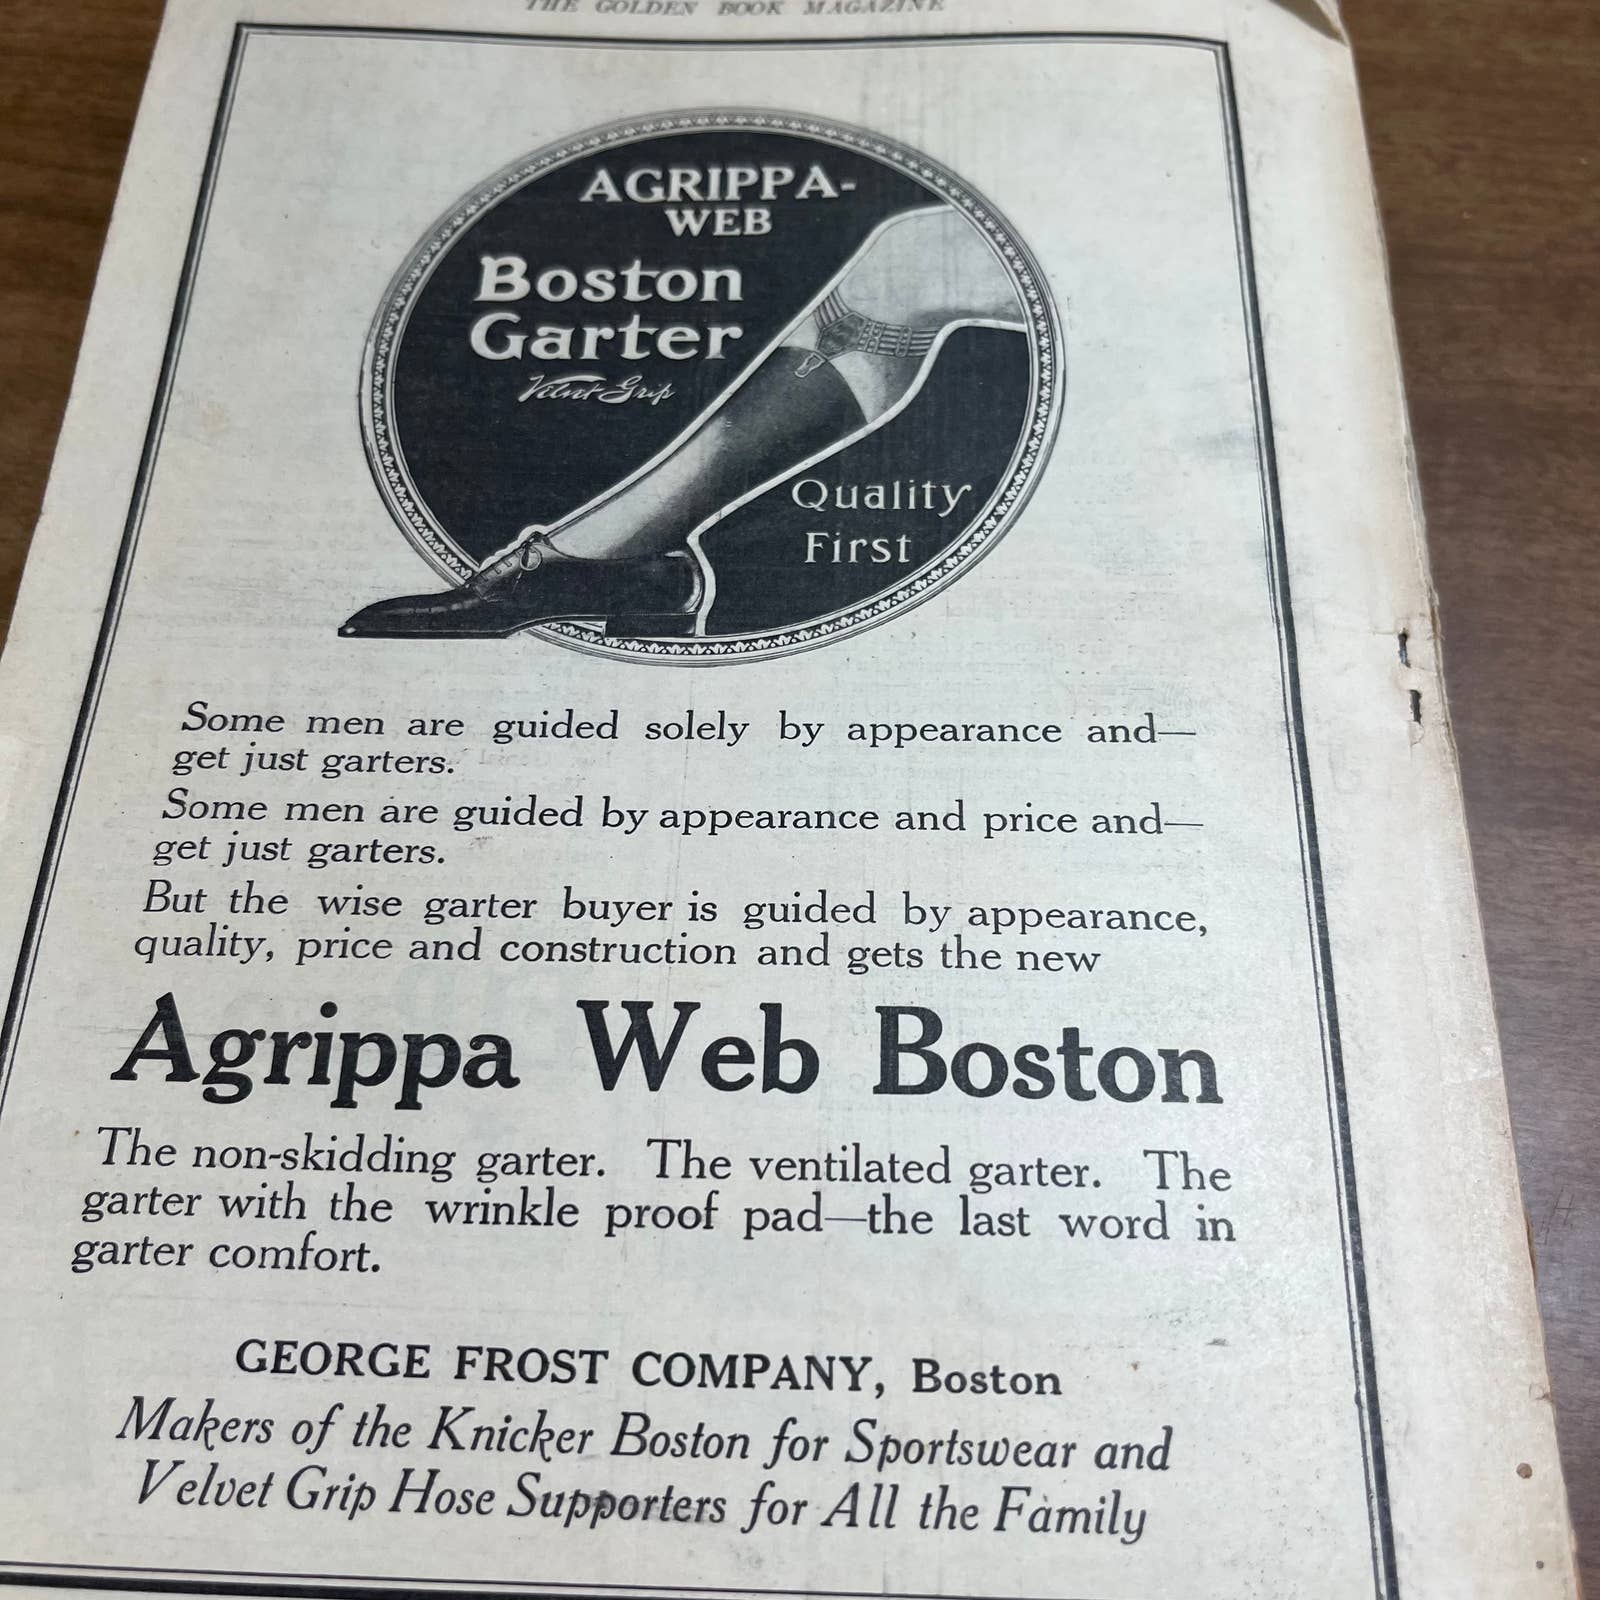 THE GOLDEN BOOK MAGAZINE
AGRIPPA-
WEB
Boston
Garter
Velvet Grip
Quality
First
Some men are guided solely by appearance and—
get just garters.
Some men are guided by appearance and price and—
get just garters.
But the wise garter buyer is guided by appearance,
quality, price and construction and gets the new
Agrippa Web Boston
The non-skidding garter. The ventilated garter. The
garter with the wrinkle proof pad—the last word in
garter comfort.
GEORGE FROST COMPANY, Boston
Makers of the Knicker Boston for Sportswear and
Velvet Grip Hose Supporters for All the Family